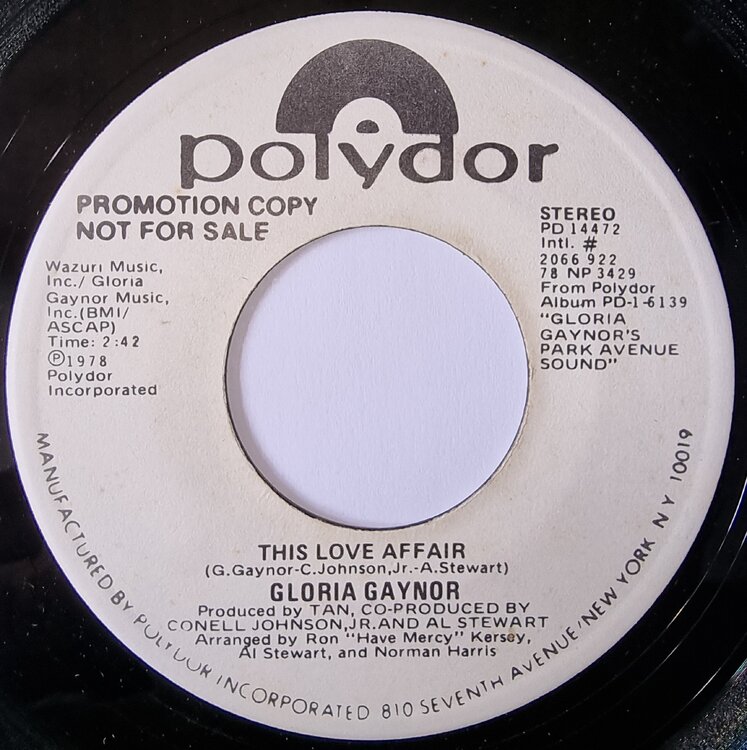 polydor
PROMOTION COPY
NOT FOR SALE
Wazuri Music,
Inc./ Gloria
Gaynor Music,
Inc.(BMI/
ASCAP)
Time: 2:42
Ⓟ1978
Polydor
Incorporated
STEREO
PD 14472
Intl. #
2066 922
78 NP 3429
From Polydor
Album PD-1-6139
"GLORIA
GAYNOR'S
PARK AVENUE
SOUND"
THIS LOVE AFFAIR
(G.Gaynor-C.Johnson,Jr.-A.Stewart)
GLORIA GAYNOR
Produced by TAN, CO-PRODUCED BY
CONELL JOHNSON,JR.AND AL STEWART
Arranged by Ron "Have Mercy" Kersey,
Al Stewart, and Norman Harris
MANUFACTURED BY POLYDOR INCORPORATED 810 SEVENTH AVENUE/NEW YORK N Y 10019